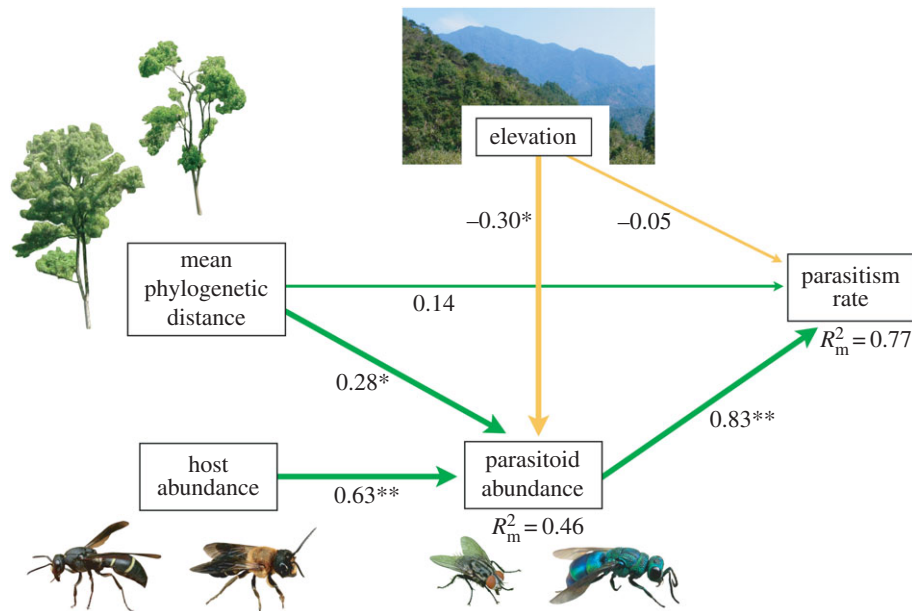 elevation
−0.30*
−0.05
mean
phylogenetic
distance
0.14
parasitism
rate
R²m = 0.77
0.28*
0.83**
host
abundance
0.63**
parasitoid
abundance
R²m = 0.46